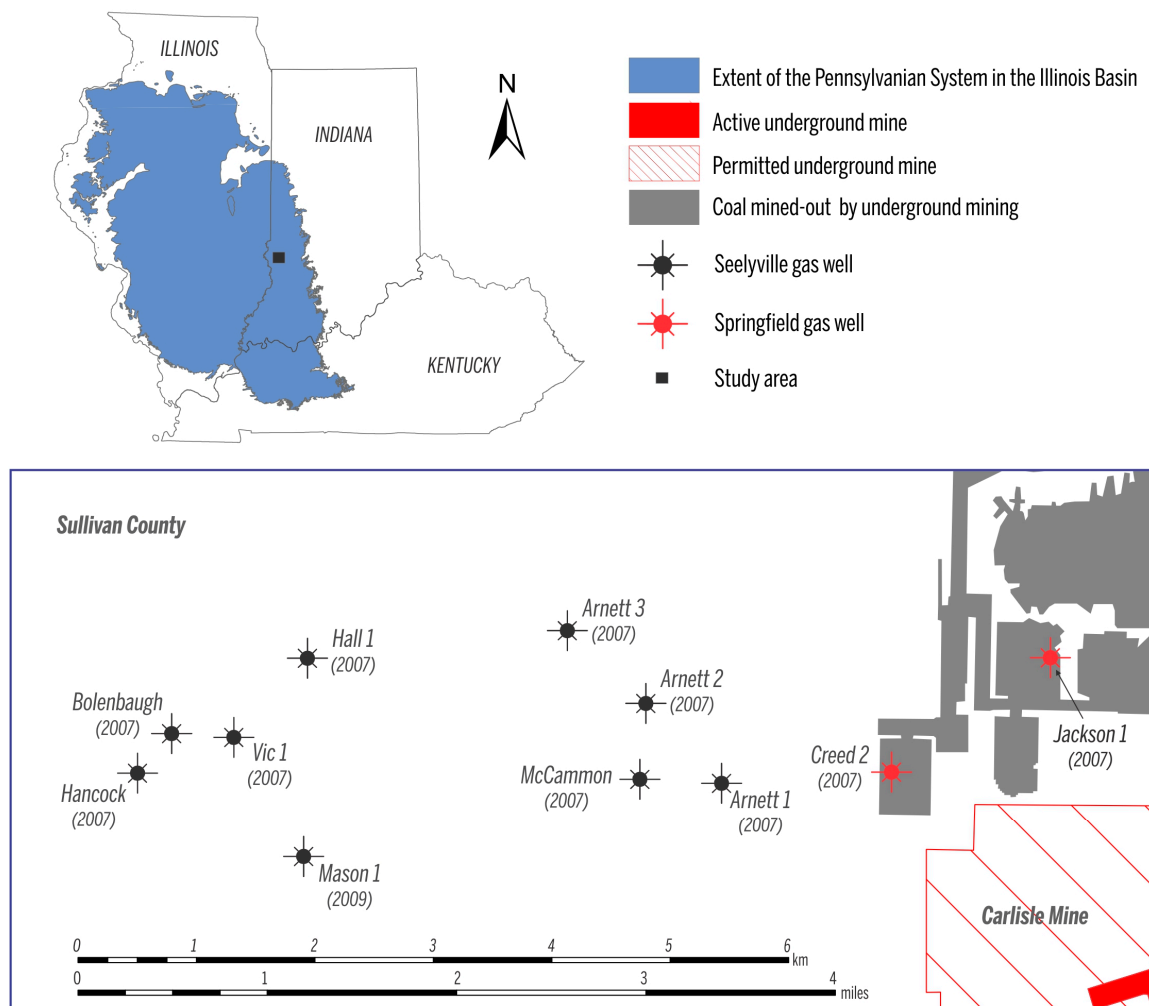 ILLINOIS
INDIANA
KENTUCKY
N
Extent of the Pennsylvanian System in the Illinois Basin
Active underground mine
Permitted underground mine
Coal mined-out by underground mining
Seelyville gas well
Springfield gas well
Study area
Sullivan County
Arnett 3
(2007)
Hall 1
(2007)
Arnett 2
(2007)
Bolenbaugh
(2007)
Vic 1
(2007)
Hancock
(2007)
McCammon
(2007)
Arnett 1
(2007)
Creed 2
(2007)
Jackson 1
(2007)
Mason 1
(2009)
Carlisle Mine
0 1 2 3 4 5 6
km
0 1 2 3 4
miles